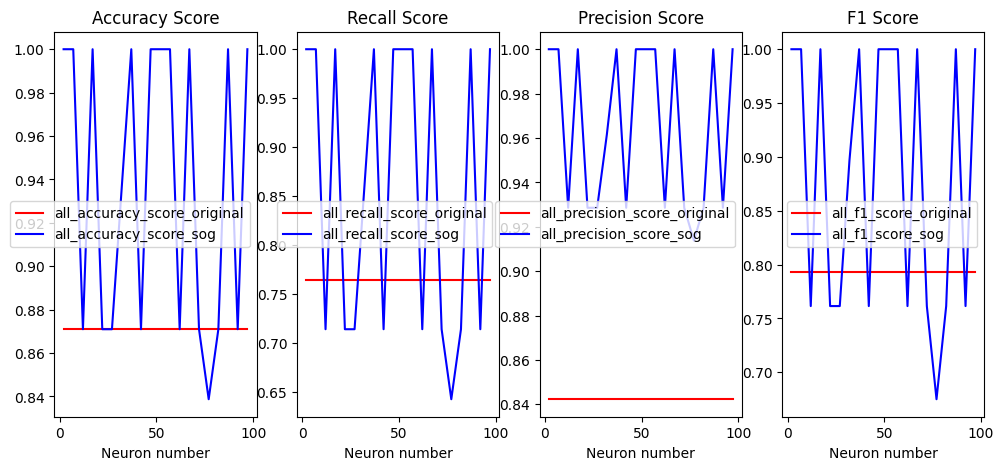 Accuracy Score
1.00
0.98
0.96
0.94
0.92
0.90
0.88
0.86
0.84
all_accuracy_score_original
all_accuracy_score_sog
0
50
100
Neuron number
Recall Score
1.00
0.95
0.90
0.85
0.80
0.75
0.70
0.65
all_recall_score_original
all_recall_score_sog
0
50
100
Neuron number
Precision Score
1.00
0.98
0.96
0.94
0.92
0.90
0.88
0.86
0.84
all_precision_score_original
all_precision_score_sog
0
50
100
Neuron number
F1 Score
1.00
0.95
0.90
0.85
0.80
0.75
0.70
all_f1_score_original
all_f1_score_sog
0
50
100
Neuron number